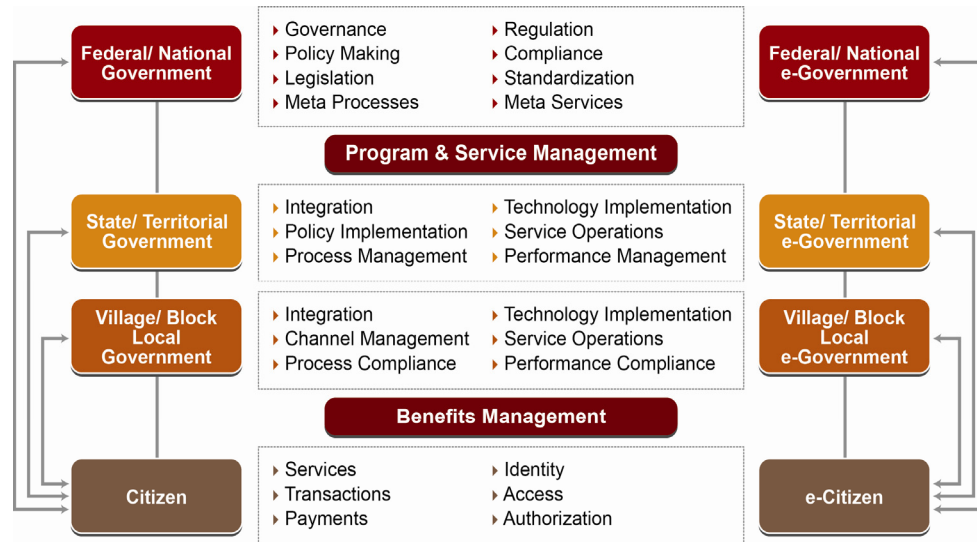 Federal/ National
Government
Governance
Policy Making
Legislation
Meta Processes
Regulation
Compliance
Standardization
Meta Services
Federal/ National
e-Government
Program & Service Management
State/ Territorial
Government
Integration
Policy Implementation
Process Management
Technology Implementation
Service Operations
Performance Management
State/ Territorial
e-Government
Village/ Block
Local
Government
Integration
Channel Management
Process Compliance
Technology Implementation
Service Operations
Performance Compliance
Village/ Block
Local
e-Government
Benefits Management
Citizen
Services
Transactions
Payments
Identity
Access
Authorization
e-Citizen